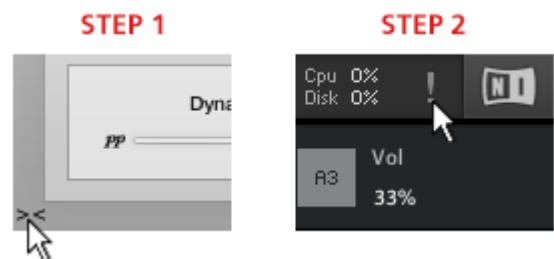 STEP 1
STEP 2
Dyna
pp
><
Cpu 0%
Disk 0%
!
NI
A3
Vol
33%